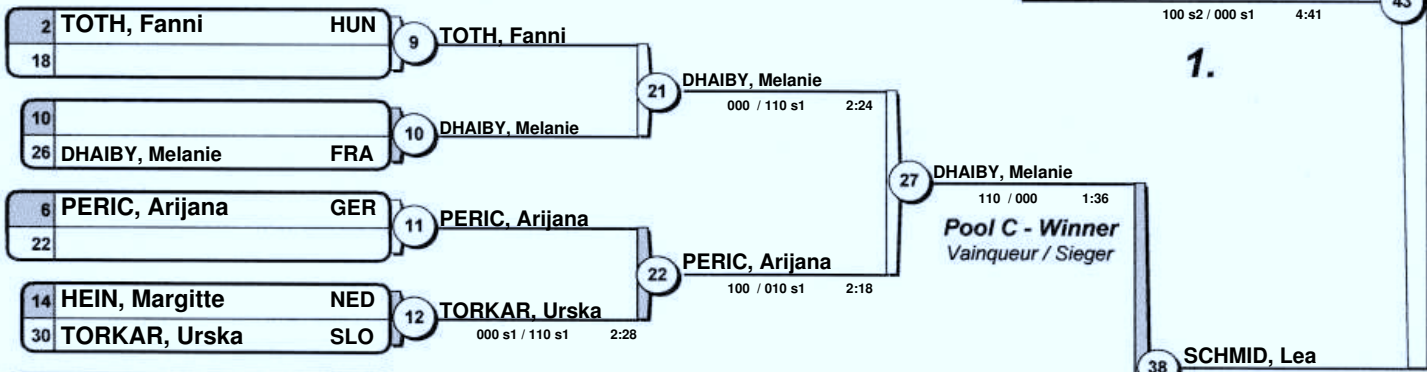 43
100 s2 / 000 s1 4:41
1.
2 TOTH, Fanni HUN
18
9 TOTH, Fanni
21 DHAIBY, Melanie
000 / 110 s1 2:24
10
26 DHAIBY, Melanie FRA
10 DHAIBY, Melanie
27 DHAIBY, Melanie
110 / 000 1:36
Pool C - Winner
Vainqueur / Sieger
6 PERIC, Arijana GER
22
11 PERIC, Arijana
22 PERIC, Arijana
100 / 010 s1 2:18
14 HEIN, Margitte NED
30 TORKAR, Urska SLO
12 TORKAR, Urska
000 s1 / 110 s1 2:28
38 SCHMID, Lea